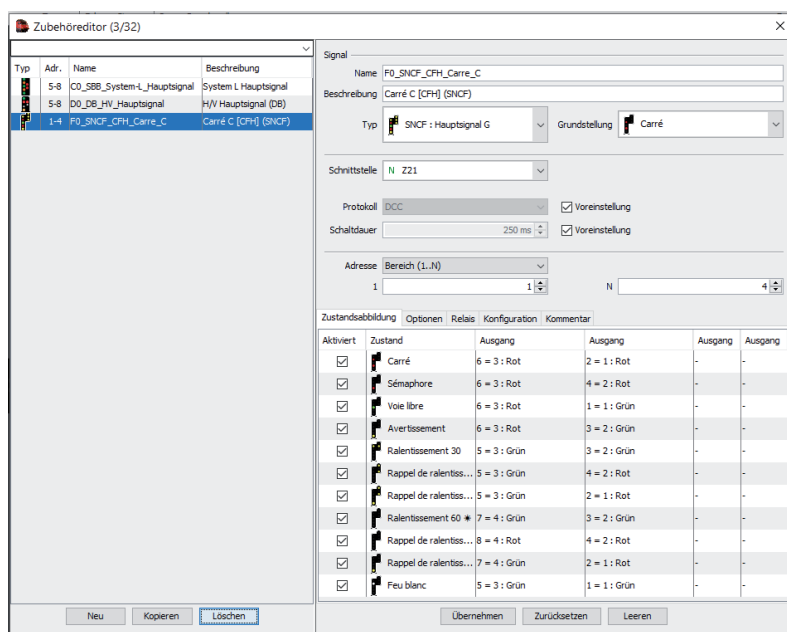 Zubehöreditor (3/32)
Typ Adr. Name Beschreibung
5-8 C0_SBB_System-L_Hauptsignal System L Hauptsignal
5-8 D0_DB_HV_Hauptsignal H/V Hauptsignal (DB)
1-4 F0_SNCF_CFH_Carre_C Carré C [CFH] (SNCF)
Neu Kopieren Löschen
Signal
Name F0_SNCF_CFH_Carre_C
Beschreibung Carré C [CFH] (SNCF)
Typ SNCF : Hauptsignal G Grundstellung Carré
Schnittstelle N Z21
Protokoll DCC Voreinstellung
Schaltdauer 250 ms Voreinstellung
Adresse Bereich (1..N)
1 1 N 4
Zustandsabbildung Optionen Relais Konfiguration Kommentar
Aktiviert Zustand Ausgang Ausgang Ausgang Ausgang
Carré 6 = 3 : Rot 2 = 1 : Rot - -
Sémaphore 6 = 3 : Rot 4 = 2 : Rot - -
Voie libre 6 = 3 : Rot 1 = 1 : Grün - -
Avertissement 6 = 3 : Rot 3 = 2 : Grün - -
Ralentissement 30 5 = 3 : Grün 3 = 2 : Grün - -
Rappel de ralentiss... 5 = 3 : Grün 4 = 2 : Rot - -
Rappel de ralentiss... 5 = 3 : Grün 2 = 1 : Rot - -
Ralentissement 60 ✷ 7 = 4 : Grün 3 = 2 : Grün - -
Rappel de ralentiss... 8 = 4 : Rot 4 = 2 : Rot - -
Rappel de ralentiss... 7 = 4 : Grün 2 = 1 : Rot - -
Feu blanc 5 = 3 : Grün 1 = 1 : Grün - -
Übernehmen Zurücksetzen Leeren